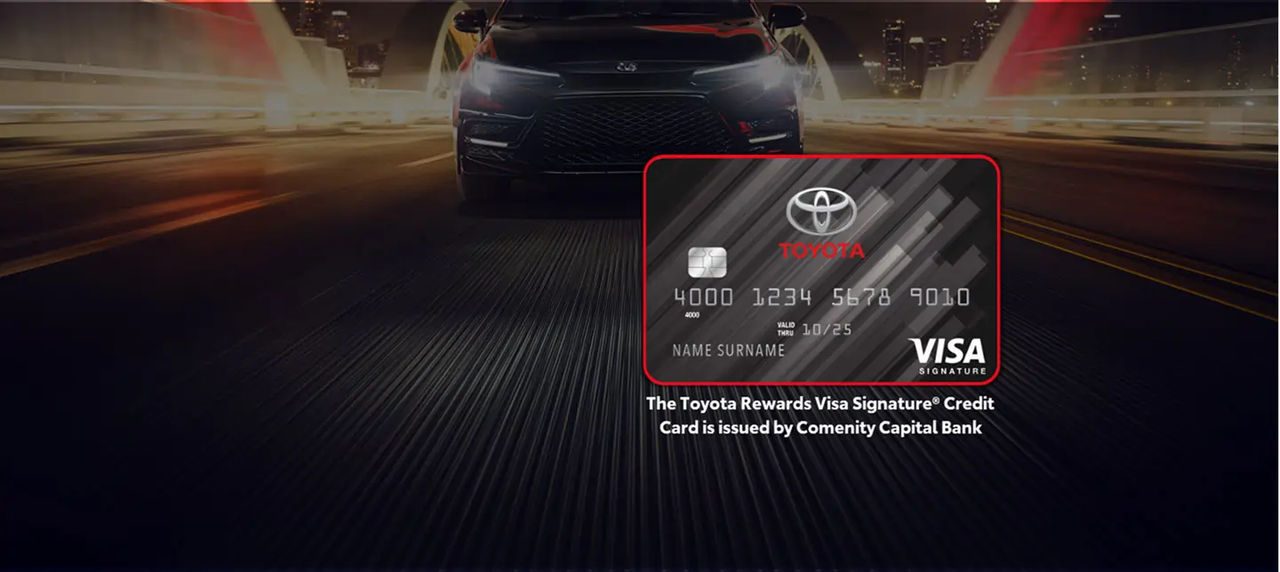 TOYOTA
4000 1234 5678 9010
4000
VALID
THRU 10/25
NAME SURNAME
VISA
SIGNATURE
The Toyota Rewards Visa Signature® Credit
Card is issued by Comenity Capital Bank